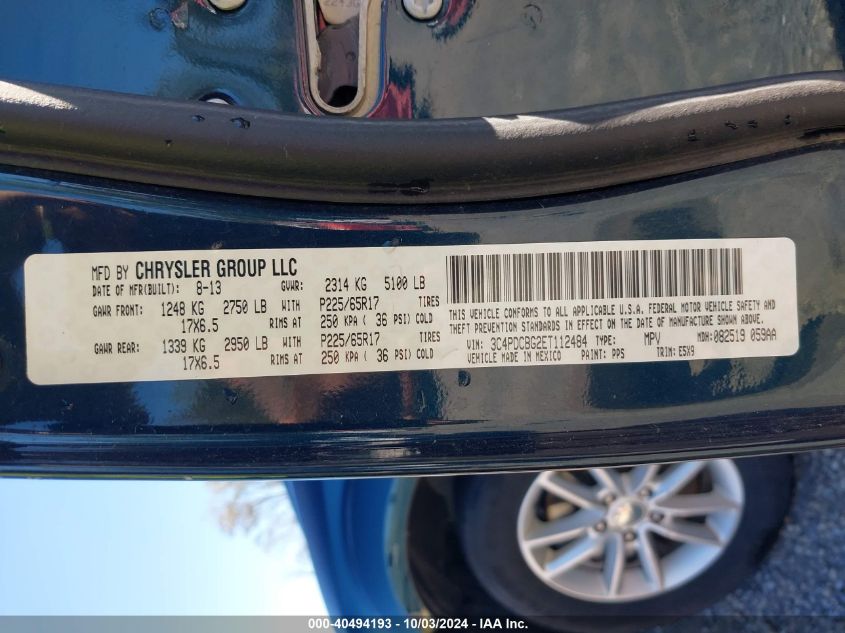 MFD BY CHRYSLER GROUP LLC
DATE OF MFR(BUILT): 8-13 GVWR: 2314 KG 5100 LB
GAWR FRONT: 1248 KG 2750 LB WITH P225/65R17 TIRES
17X6.5 RIMS AT 250 KPA ( 36 PSI) COLD
GAWR REAR: 1339 KG 2950 LB WITH P225/65R17 TIRES
17X6.5 RIMS AT 250 KPA ( 36 PSI) COLD
THIS VEHICLE CONFORMS TO ALL APPLICABLE U.S.A. FEDERAL MOTOR VEHICLE SAFETY AND
THEFT PREVENTION STANDARDS IN EFFECT ON THE DATE OF MANUFACTURE SHOWN ABOVE.
VIN: 3C4PDCBG2ET112484 TYPE: MPV MDH: 082519 059AA
VEHICLE MADE IN MEXICO PAINT: PPS TRIM: E5X9
000-40494193 - 10/03/2024 - IAA Inc.